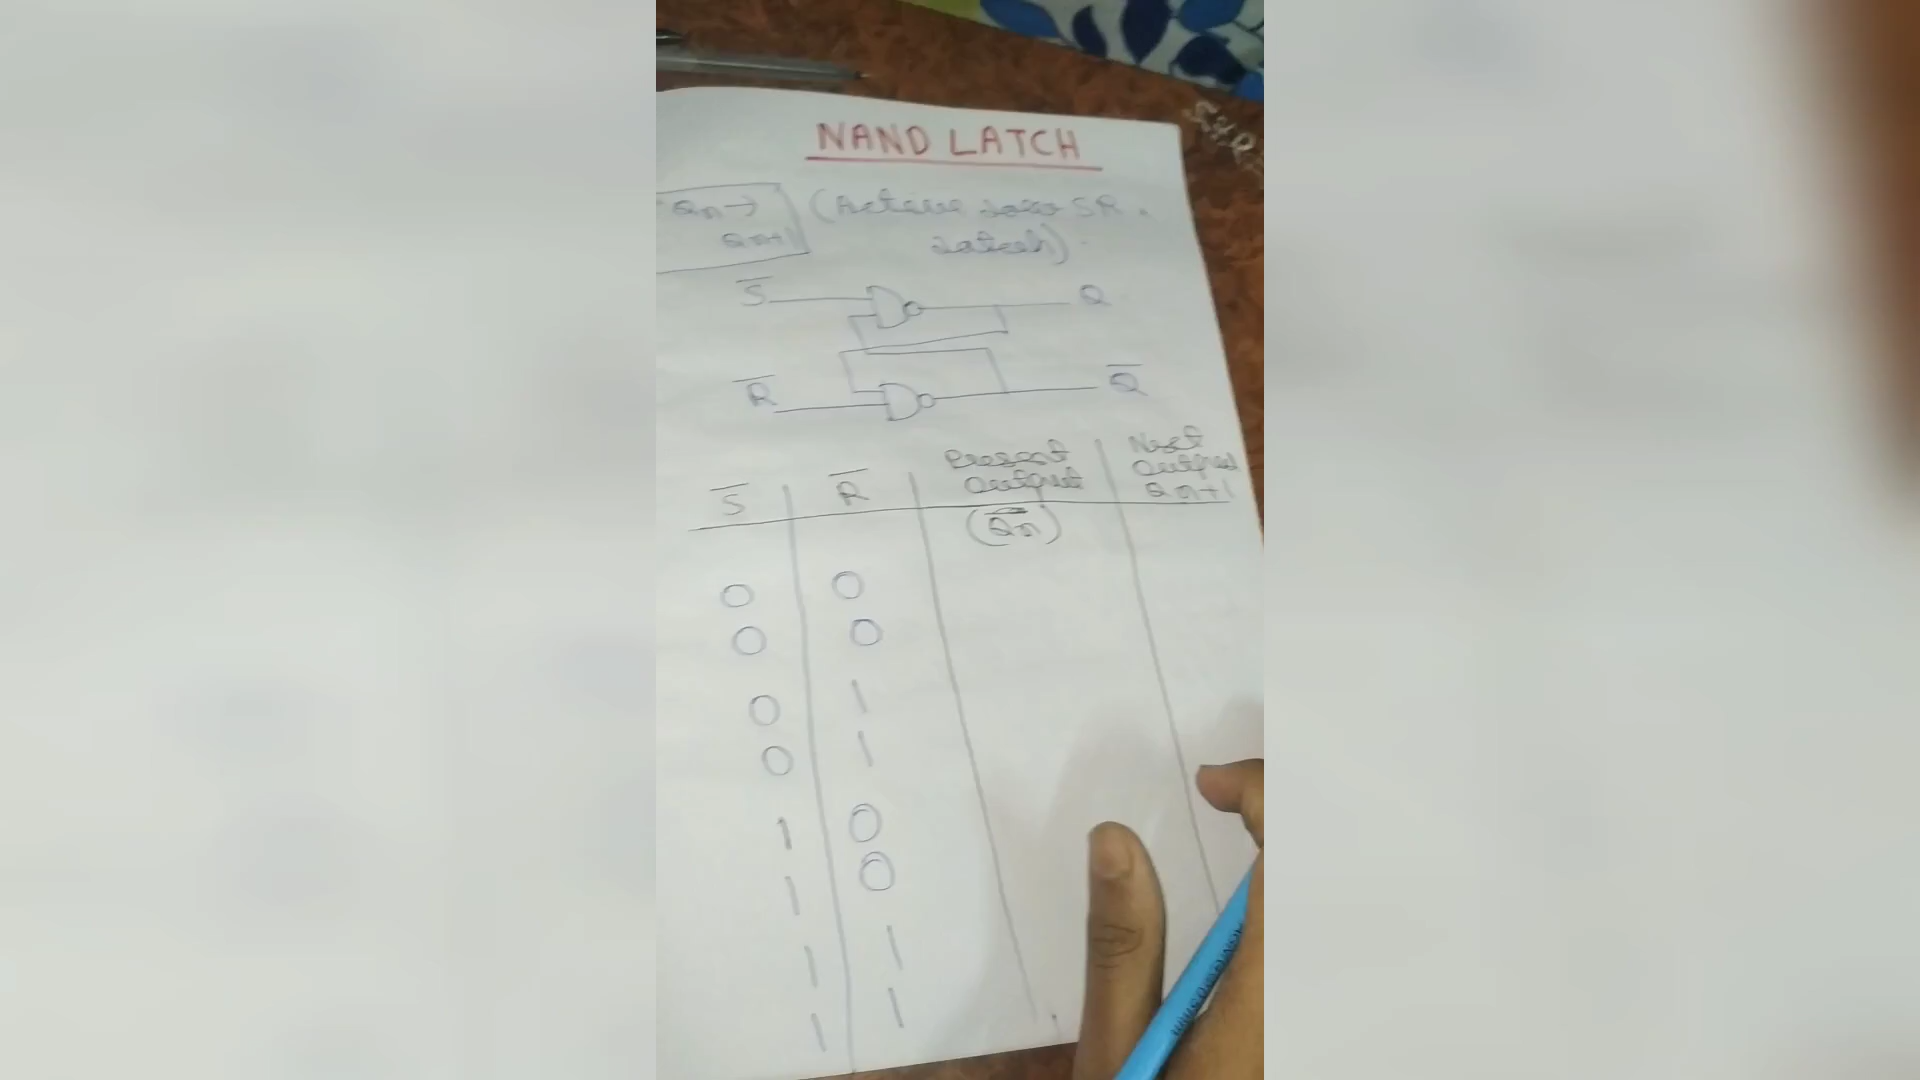 NAND LATCH
Qn→
Qn+1
(Active low SR
Latch)
S̅ Q
R̅ Q̅
S̅ R̅ Present Output (Q̅n̅) Next Output Qn+1
0 0
0 0
0 1
0 1
1 0
1 0
1 1
1 1